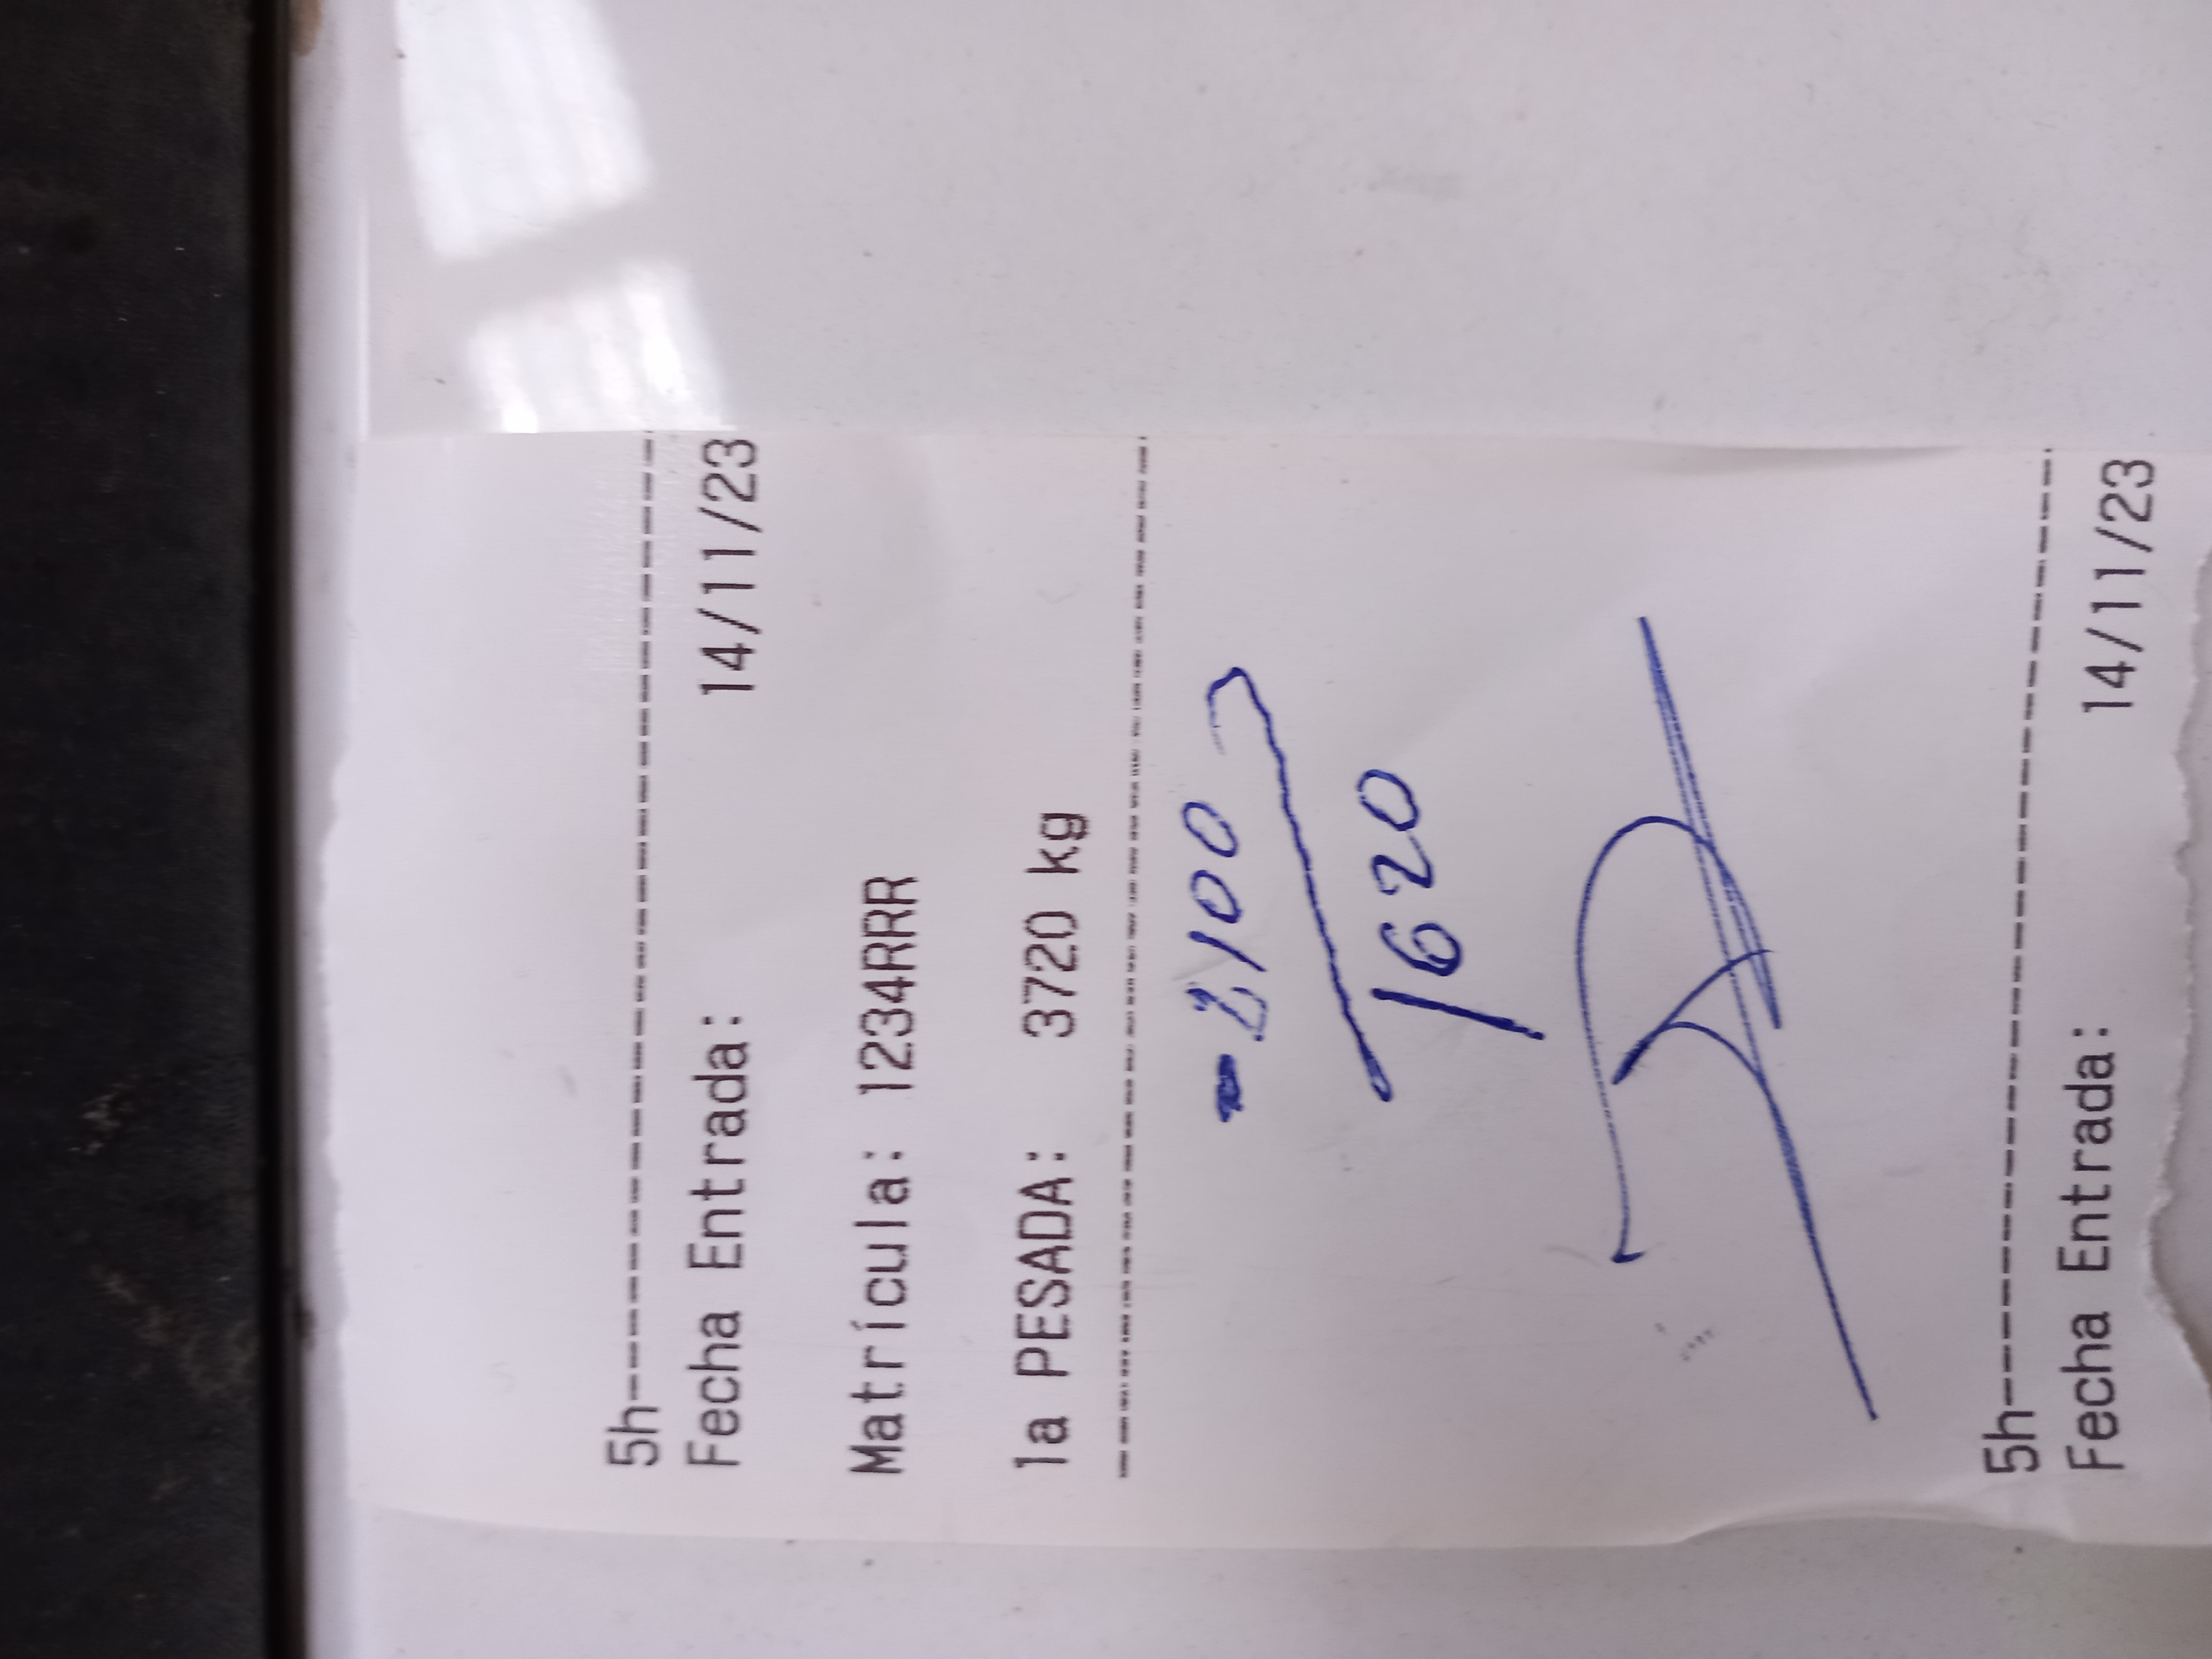 5h------------------------------
Fecha Entrada: 14/11/23
Matrícula: 1234RRR
1a PESADA: 3720 kg
--------------------------------
- 2100
1620
5h------------------------------
Fecha Entrada: 14/11/23